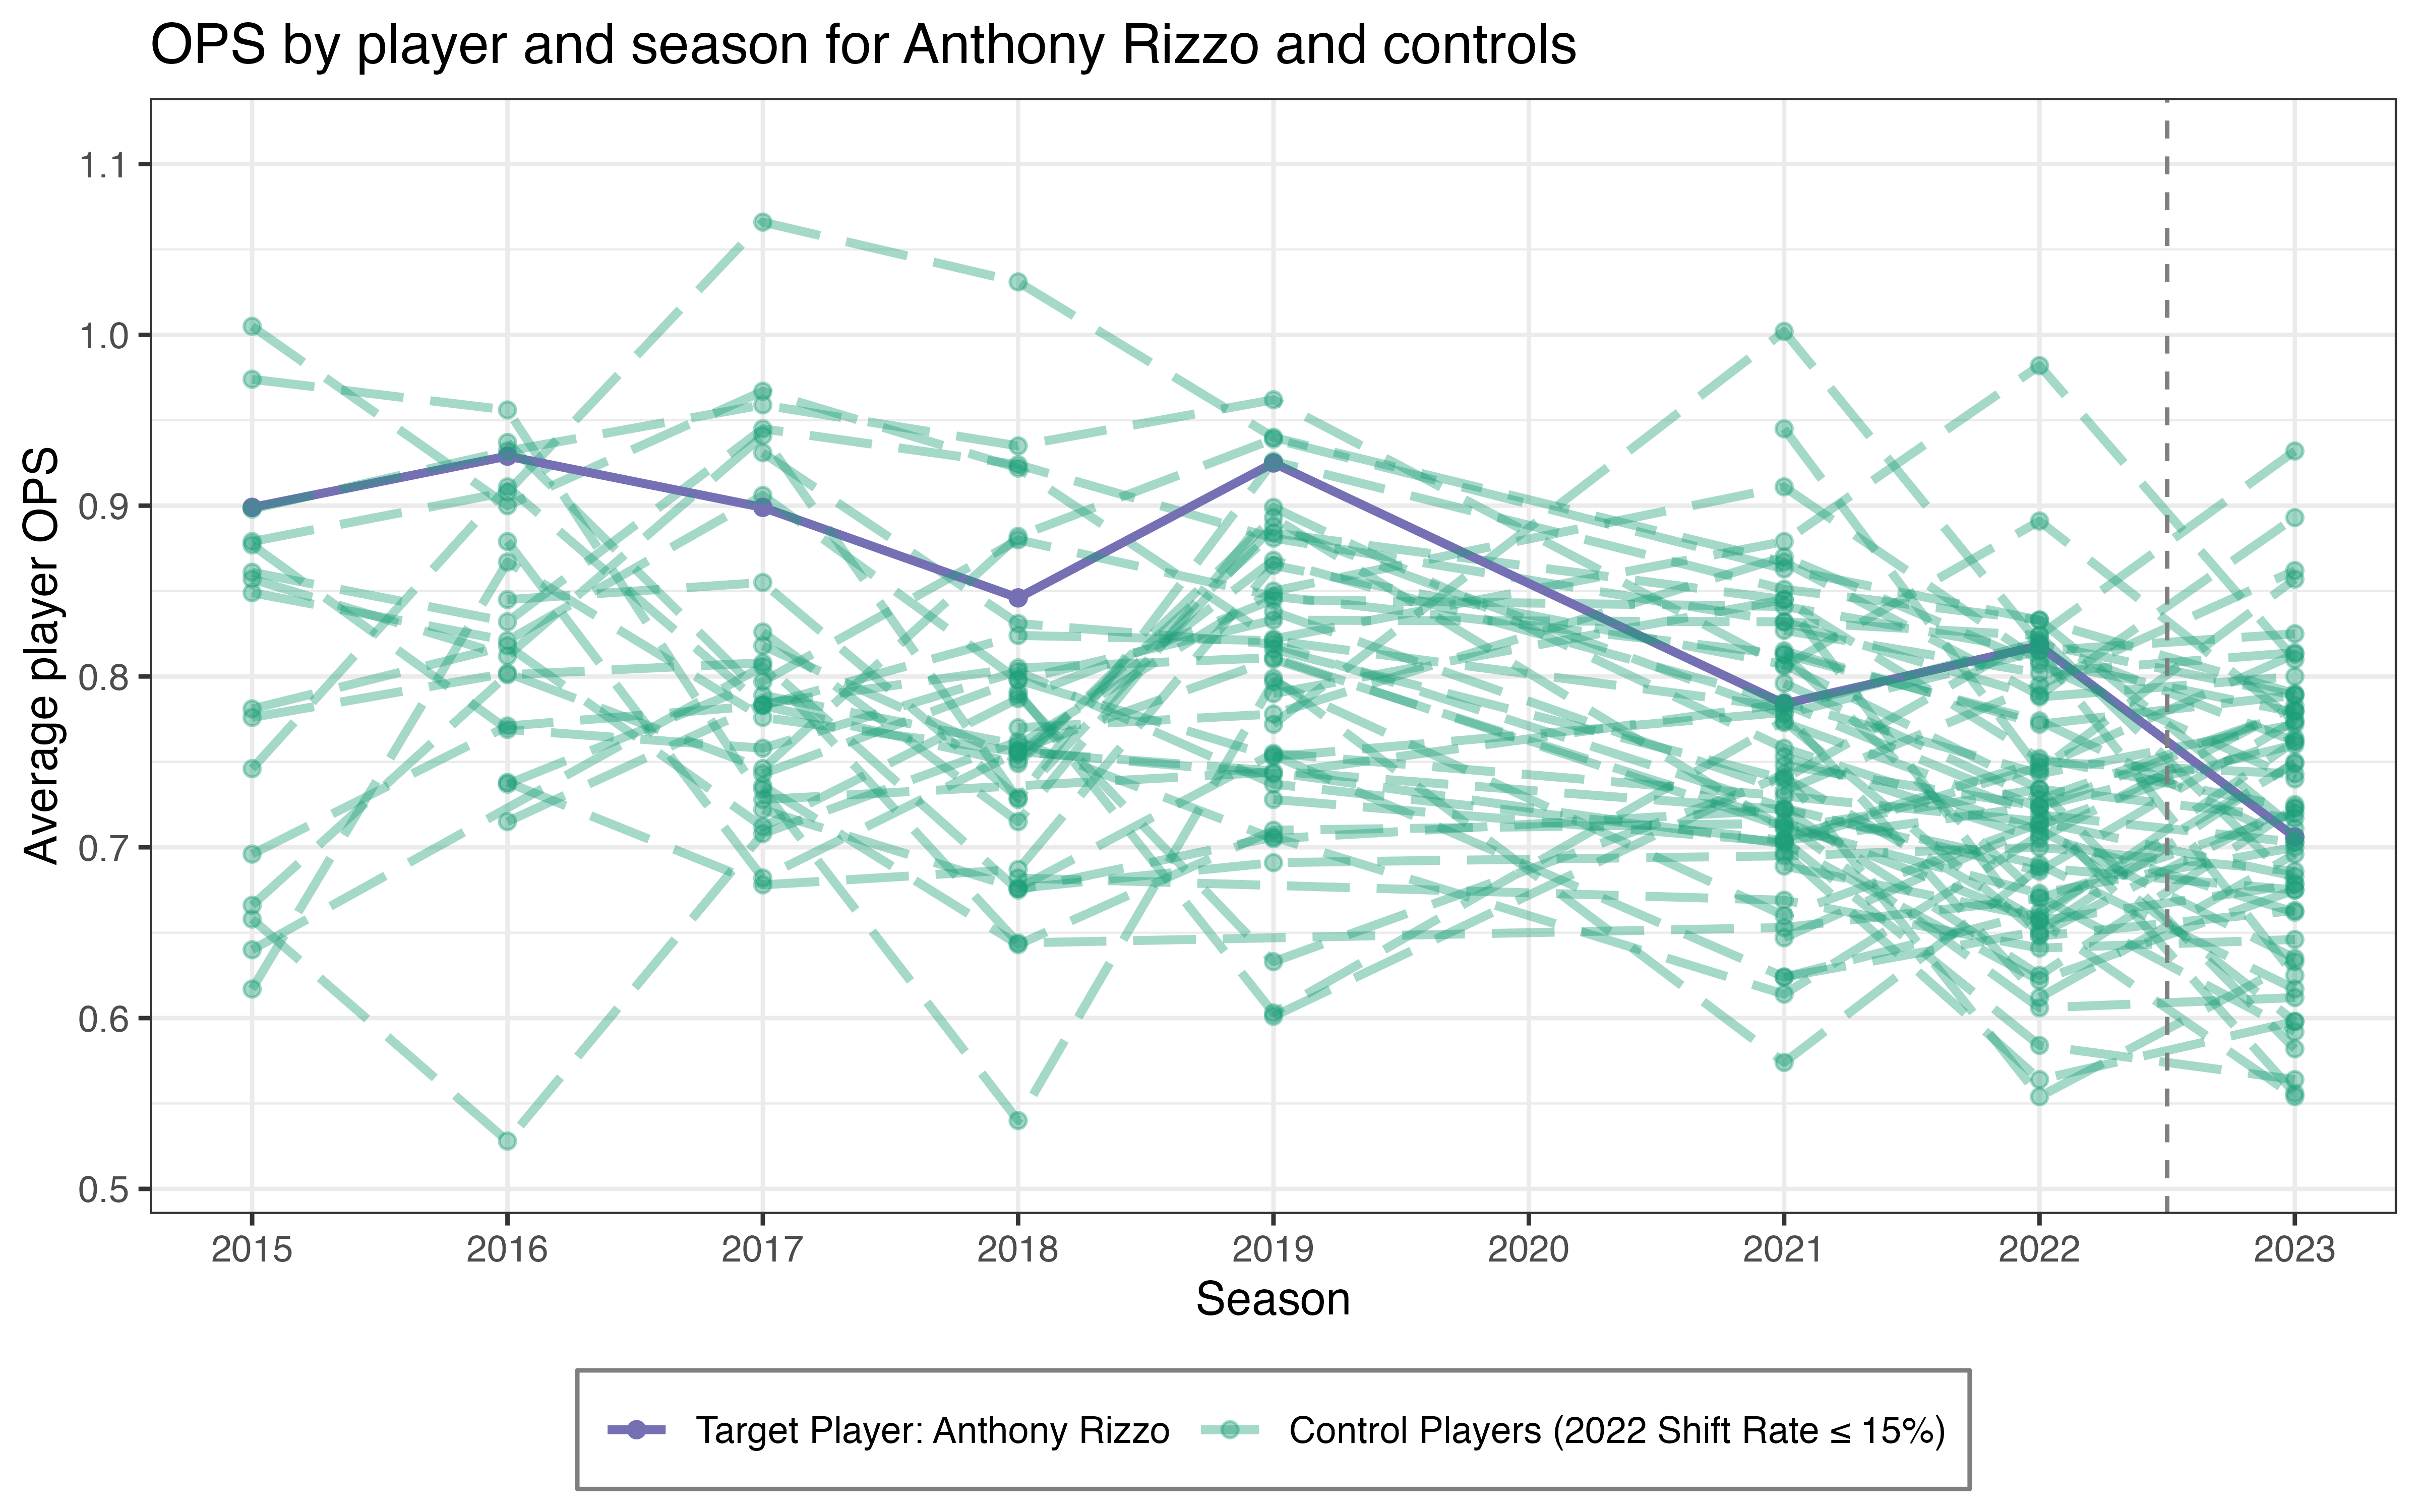 OPS by player and season for Anthony Rizzo and controls
Average player OPS
1.1
1.0
0.9
0.8
0.7
0.6
0.5
2015 2016 2017 2018 2019 2020 2021 2022 2023
Season
Target Player: Anthony Rizzo Control Players (2022 Shift Rate ≤ 15%)